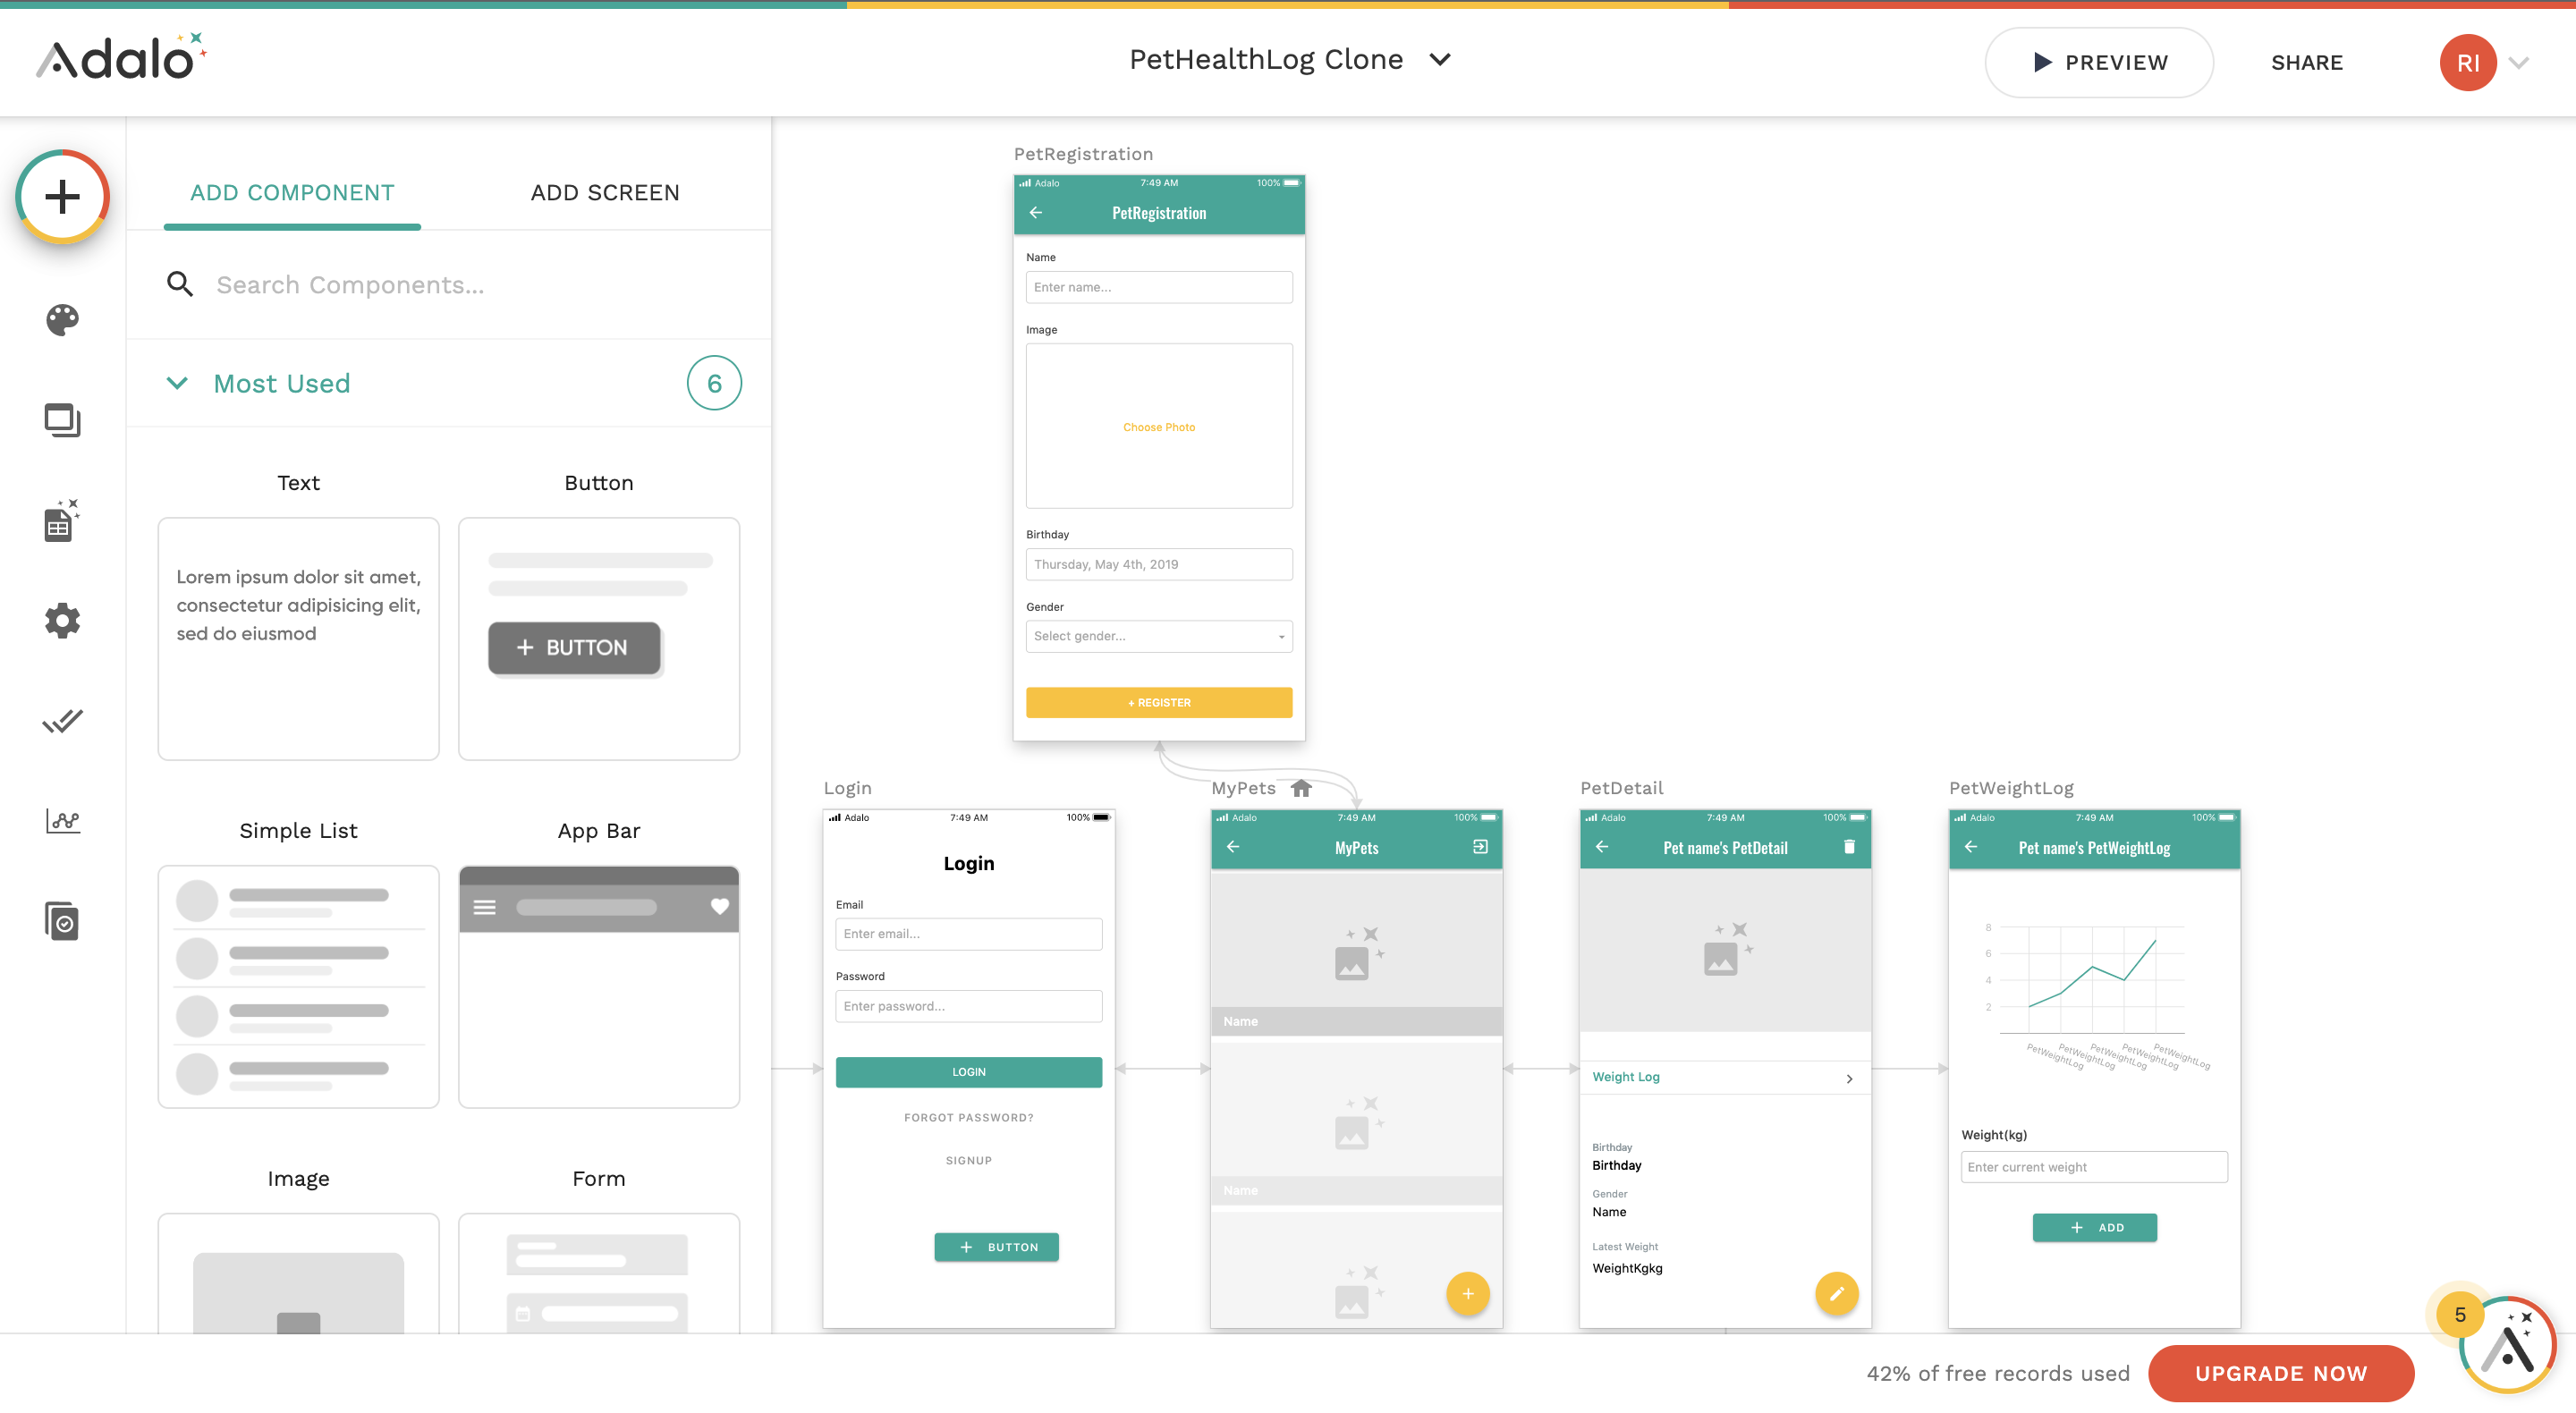 Adalo
PetHealthLog Clone
PREVIEW
SHARE
RI
ADD COMPONENT
ADD SCREEN
Search Components...
Most Used
6
Text
Button
Lorem ipsum dolor sit amet,
consectetur adipisicing elit,
sed do eiusmod
+ BUTTON
Simple List
App Bar
Image
Form
PetRegistration
Adalo 7:49 AM 100%
PetRegistration
Name
Enter name...
Image
Choose Photo
Birthday
Thursday, May 4th, 2019
Gender
Select gender...
+ REGISTER
Login
Adalo 7:49 AM 100%
Login
Email
Enter email...
Password
Enter password...
LOGIN
FORGOT PASSWORD?
SIGNUP
+ BUTTON
MyPets
Adalo 7:49 AM 100%
MyPets
Name
Name
+
PetDetail
Adalo 7:49 AM 100%
Pet name's PetDetail
Weight Log
Birthday
Birthday
Gender
Name
Latest Weight
WeightKgkg
PetWeightLog
Adalo 7:49 AM 100%
Pet name's PetWeightLog
8
6
4
2
PetWeightLog
PetWeightLog
PetWeightLog
PetWeightLog
PetWeightLog
Weight(kg)
Enter current weight
+ ADD
42% of free records used
UPGRADE NOW
5